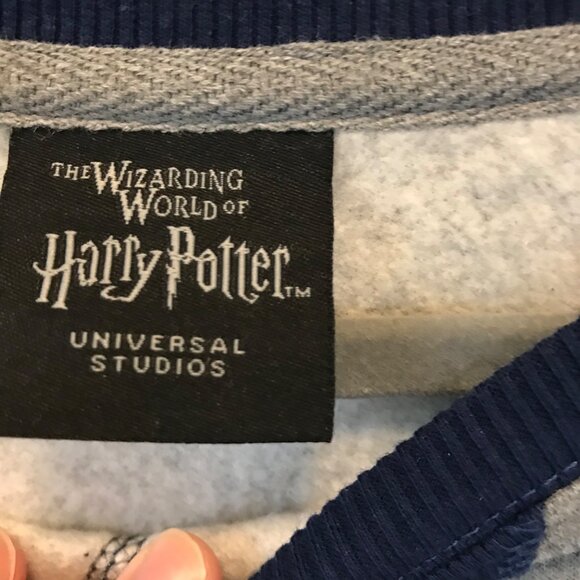 THE WIZARDING
WORLD OF
Harry Potter™
UNIVERSAL
STUDIOS